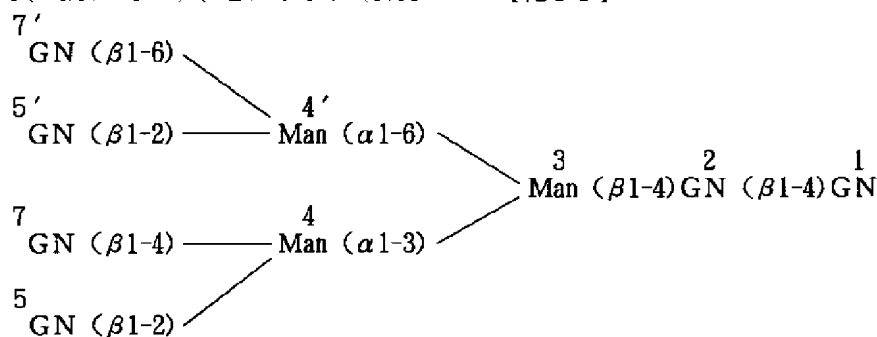 7′
GN (β1-6)
5′ 4′
GN (β1-2) Man (α1-6)
3 2 1
Man (β1-4) GN (β1-4) GN
7 4
GN (β1-4) Man (α1-3)
5
GN (β1-2)